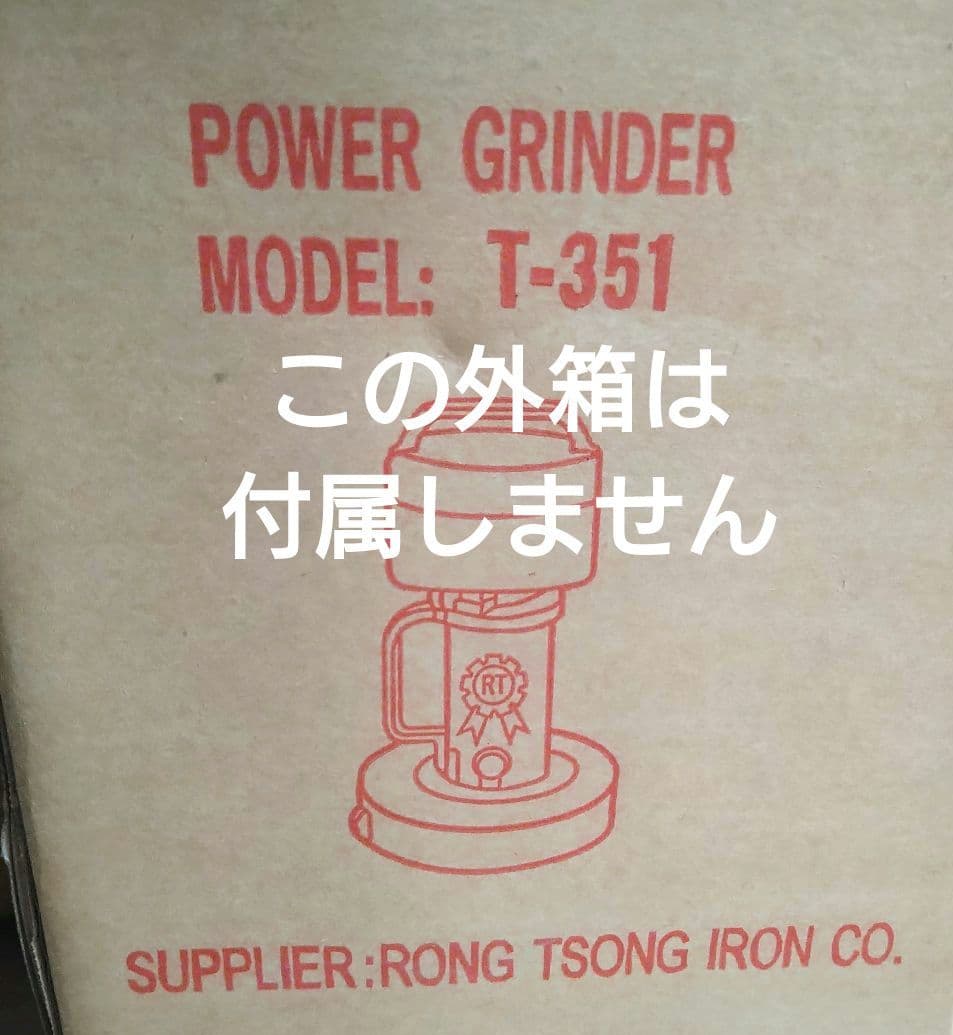 POWER GRINDER
MODEL: T-351
この外箱は
付属しません
RT
SUPPLIER:RONG TSONG IRON CO.